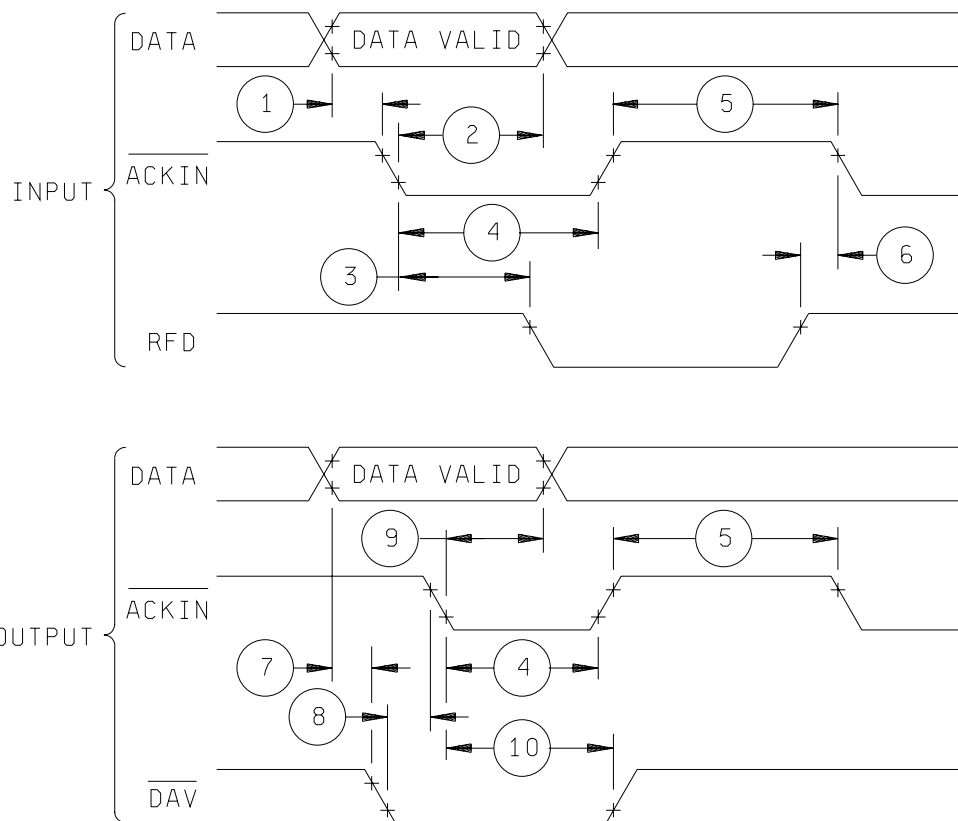 DATA
DATA VALID
1
2
5
ACKIN
INPUT
4
3
6
RFD
DATA
DATA VALID
9
5
ACKIN
OUTPUT
7
4
8
10
DAV